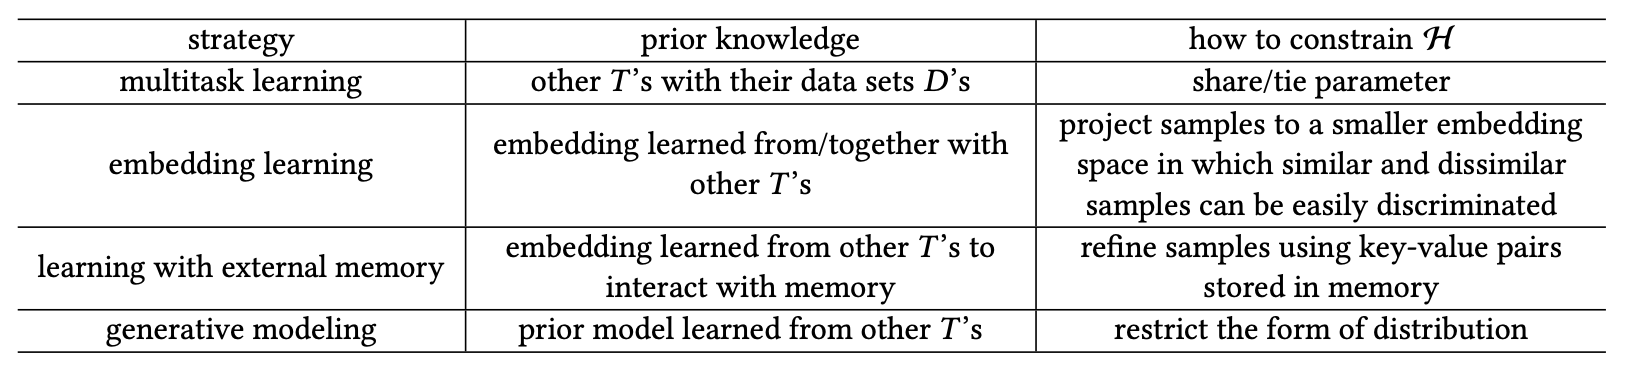 strategy prior knowledge how to constrain ℋ
multitask learning other T's with their data sets D's share/tie parameter
embedding learning embedding learned from/together with other T's project samples to a smaller embedding space in which similar and dissimilar samples can be easily discriminated
learning with external memory embedding learned from other T's to interact with memory refine samples using key-value pairs stored in memory
generative modeling prior model learned from other T's restrict the form of distribution